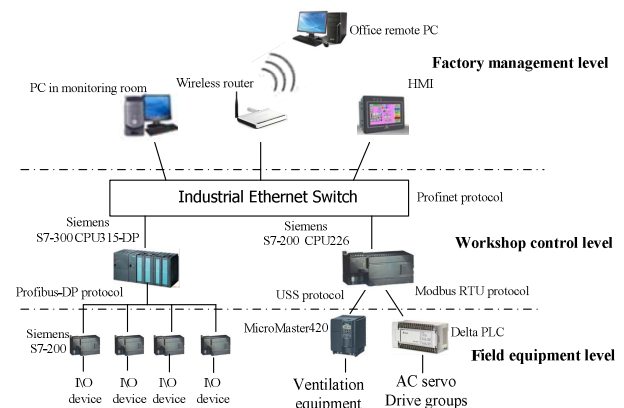 Office remote PC
Factory management level
Wireless router
PC in monitoring room
HMI
Industrial Ethernet Switch
Profinet protocol
Siemens
S7-300 CPU315-DP
Siemens
S7-200 CPU226
Workshop control level
Profibus-DP protocol
USS protocol
Modbus RTU protocol
Siemens
S7-200
MicroMaster420
Delta PLC
Field equipment level
I\O
device
I\O
device
I\O
device
I\O
device
Ventilation
equipment
AC servo
Drive groups